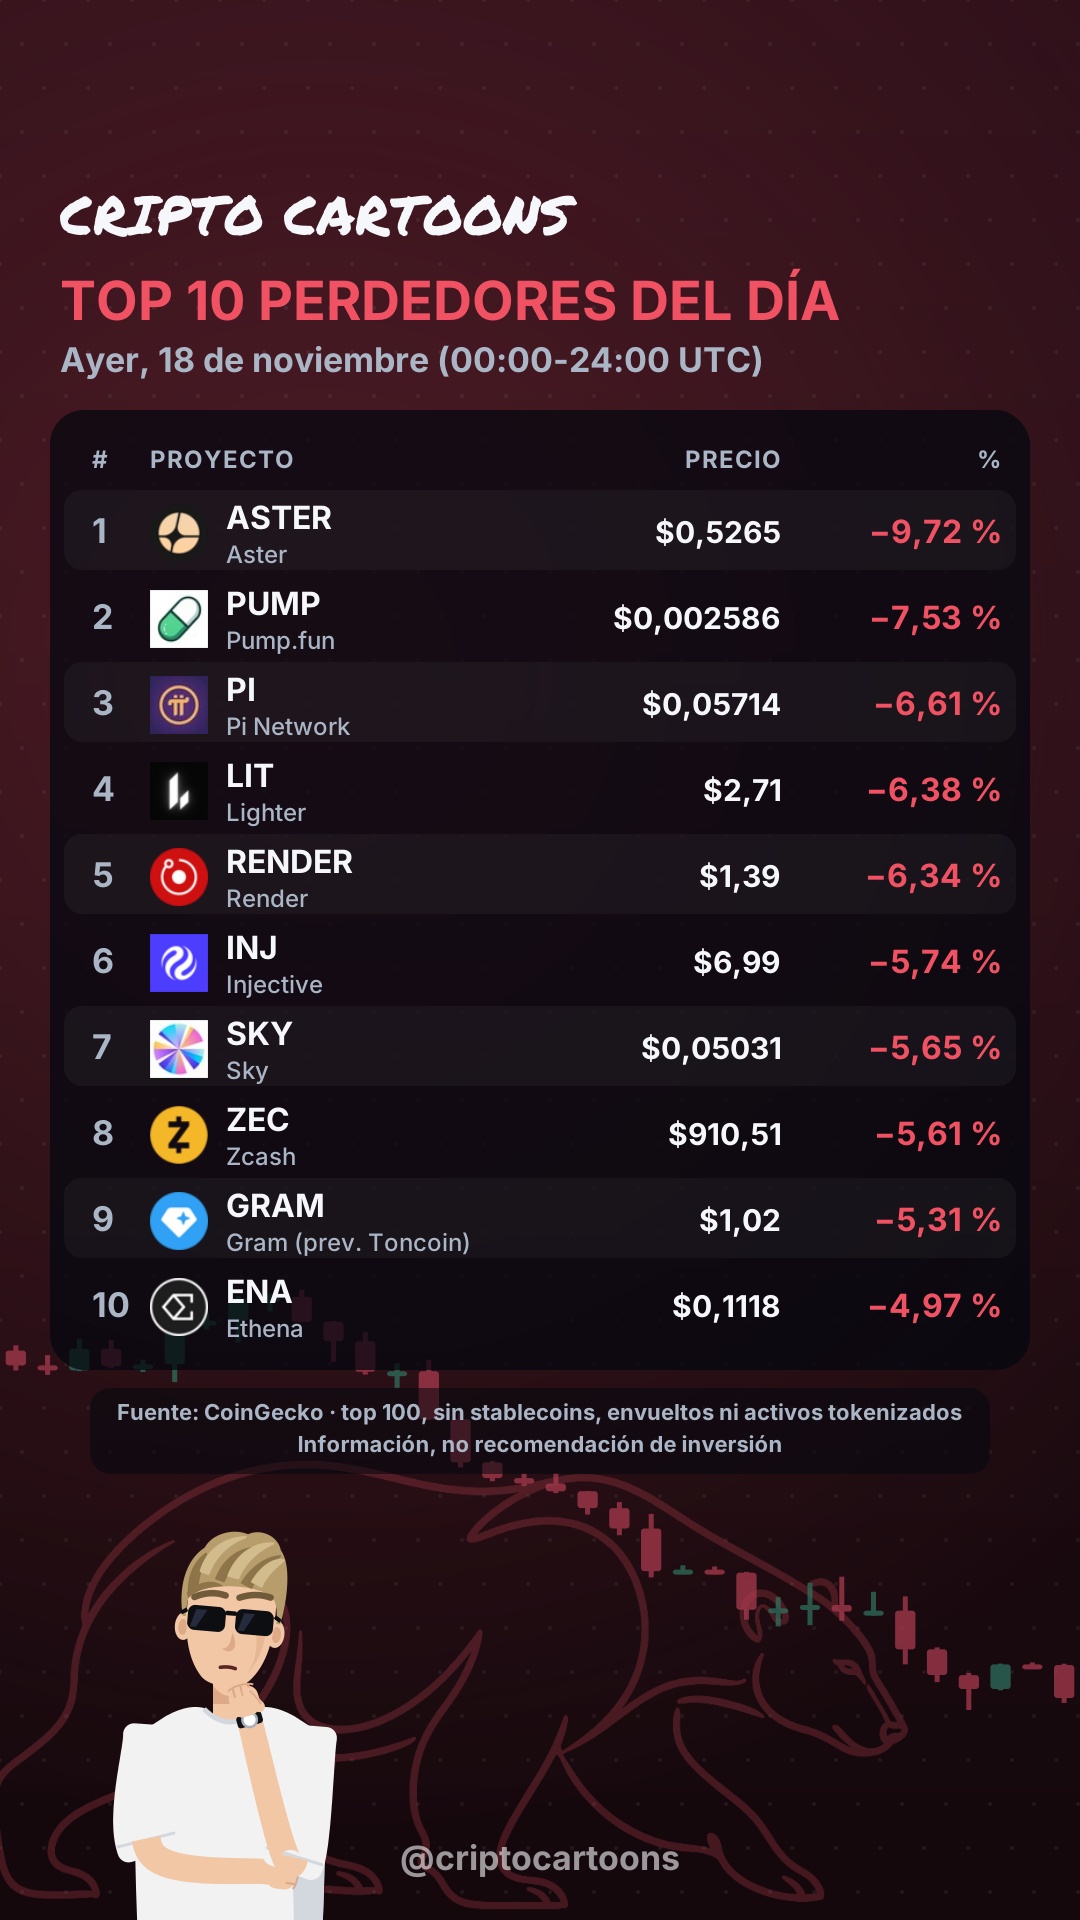 CRIPTO CARTOONS
TOP 10 PERDEDORES DEL DÍA
Ayer, 18 de noviembre (00:00-24:00 UTC)
# PROYECTO PRECIO %
1 ASTER $0,5265 −9,72 %
Aster
2 PUMP $0,002586 −7,53 %
Pump.fun
3 PI $0,05714 −6,61 %
Pi Network
4 LIT $2,71 −6,38 %
Lighter
5 RENDER $1,39 −6,34 %
Render
6 INJ $6,99 −5,74 %
Injective
7 SKY $0,05031 −5,65 %
Sky
8 ZEC $910,51 −5,61 %
Zcash
9 GRAM $1,02 −5,31 %
Gram (prev. Toncoin)
10 ENA $0,1118 −4,97 %
Ethena
Fuente: CoinGecko · top 100, sin stablecoins, envueltos ni activos tokenizados
Información, no recomendación de inversión
@criptocartoons